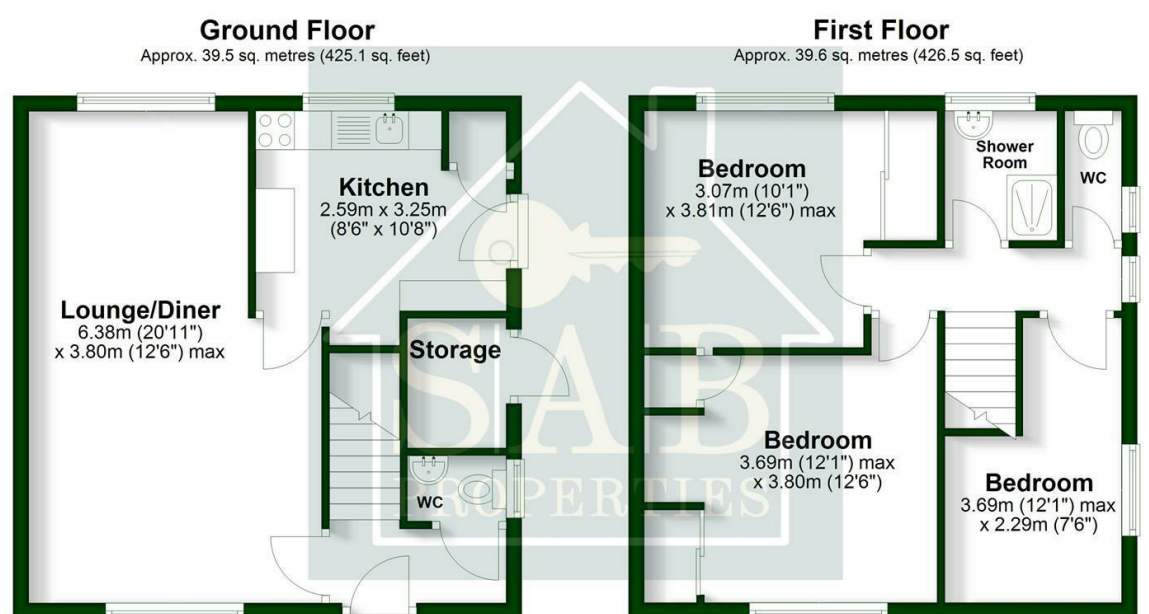 Ground Floor
Approx. 39.5 sq. metres (425.1 sq. feet)
Kitchen
2.59m x 3.25m
(8'6" x 10'8")
Lounge/Diner
6.38m (20'11")
x 3.80m (12'6") max
Storage
WC
First Floor
Approx. 39.6 sq. metres (426.5 sq. feet)
Bedroom
3.07m (10'1")
x 3.81m (12'6") max
Shower
Room
WC
Bedroom
3.69m (12'1") max
x 3.80m (12'6")
Bedroom
3.69m (12'1") max
x 2.29m (7'6")
SAB
PROPERTIES